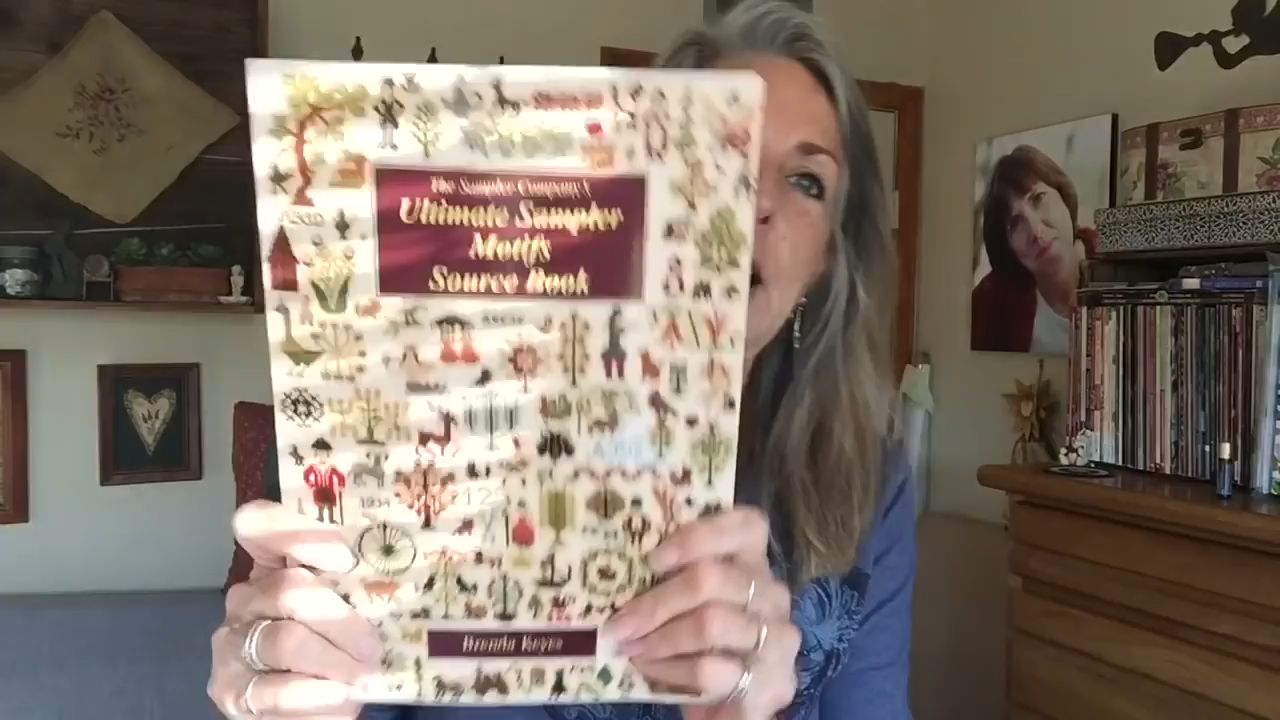 The Sampler Company's
Ultimate Sampler
Motifs
Source Book
Brenda Keyes